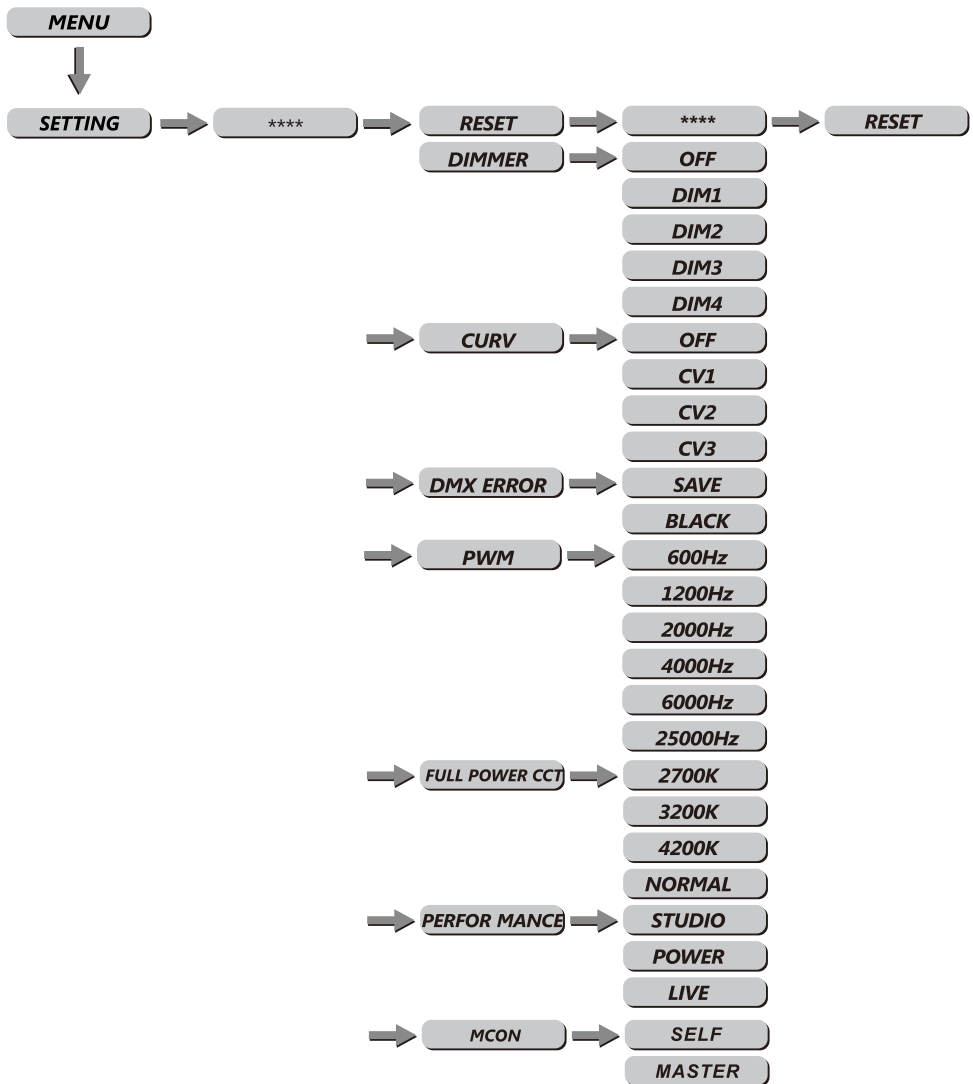 MENU
SETTING **** RESET **** RESET
DIMMER OFF
DIM1
DIM2
DIM3
DIM4
CURV OFF
CV1
CV2
CV3
DMX ERROR SAVE
BLACK
PWM 600Hz
1200Hz
2000Hz
4000Hz
6000Hz
25000Hz
FULL POWER CCT 2700K
3200K
4200K
NORMAL
PERFOR MANCE STUDIO
POWER
LIVE
MCON SELF
MASTER